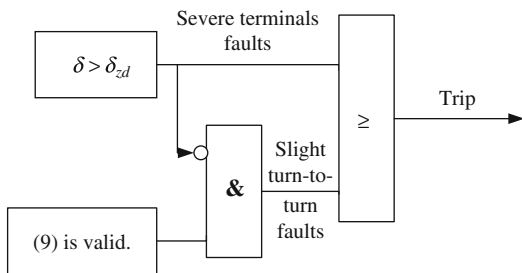 Severe terminals
faults
δ > δzd
≥
Trip
&
Slight
turn-to-
turn
faults
(9) is valid.